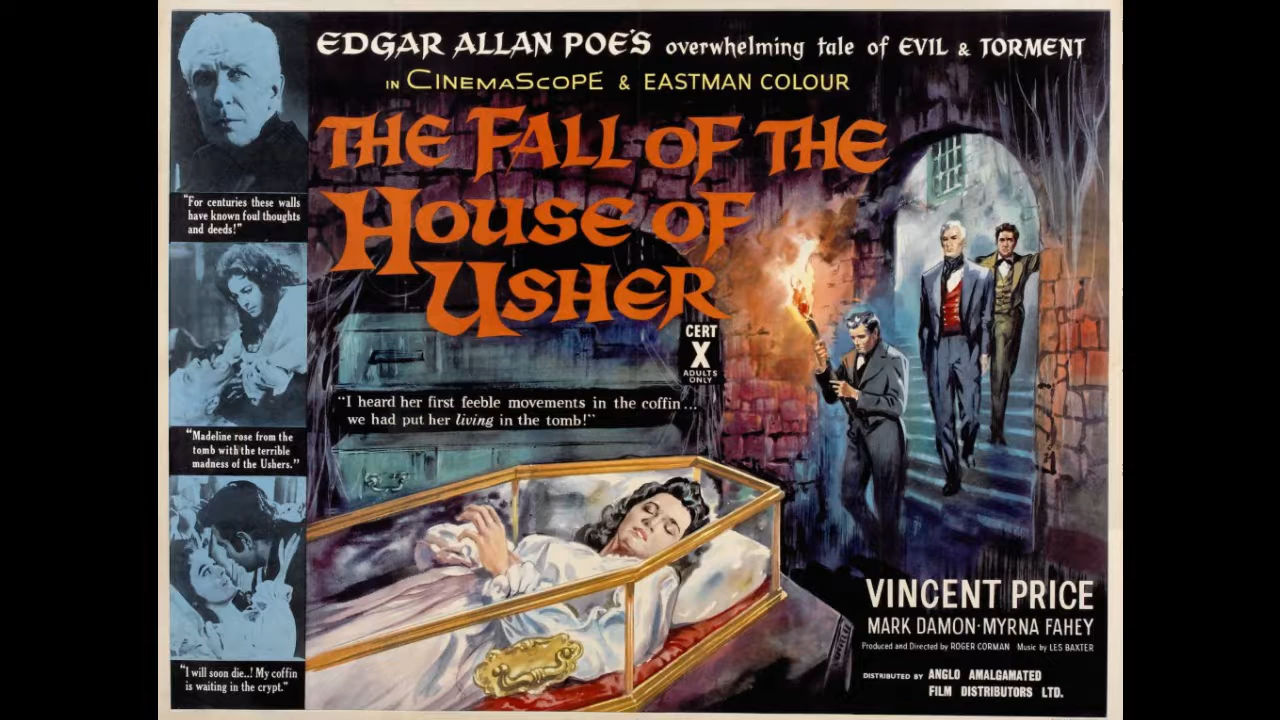 EDGAR ALLAN POE'S overwhelming tale of EVIL & TORMENT
IN CINEMASCOPE & EASTMAN COLOUR
THE FALL OF THE
HOUSE OF
USHER
CERT
X
ADULTS
ONLY
"I heard her first feeble movements in the coffin...
we had put her living in the tomb!"
"For centuries these walls
have known foul thoughts
and deeds!"
"Madeline rose from the
tomb with the terrible
madness of the Ushers."
"I will soon die..! My coffin
is waiting in the crypt."
VINCENT PRICE
MARK DAMON · MYRNA FAHEY
Produced and Directed by ROGER CORMAN Music by LES BAXTER
DISTRIBUTED BY ANGLO AMALGAMATED
FILM DISTRIBUTORS LTD.